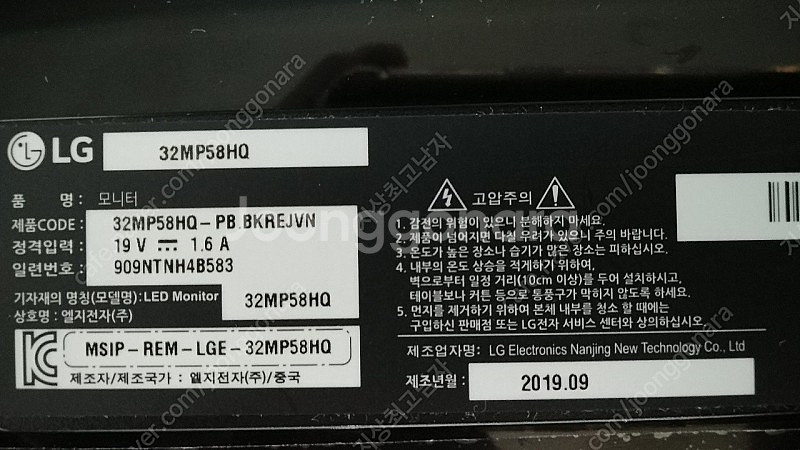 LG 32MP58HQ
품 명 : 모니터
제품CODE : 32MP58HQ-PB.BKREJVN
정격입력 : 19 V ⎓ 1.6 A
일련번호 : 909NTNH4B583
기자재의 명칭(모델명): LED Monitor 32MP58HQ
상호명 : 엘지전자(주)
MSIP-REM-LGE-32MP58HQ
제조자/제조국가 : 엘지전자(주)/중국
고압주의
1. 감전의 위험이 있으니 분해하지 마세요.
2. 제품이 넘어지면 다칠 우려가 있으니 주의 바랍니다.
3. 온도가 높은 장소나 습기가 많은 장소는 피하십시오.
4. 내부의 온도 상승을 적게하기 위하여,
벽으로부터 일정 거리(10cm 이상)를 두어 설치하시고,
테이블보나 커튼 등으로 통풍구가 막히지 않도록 하세요.
5. 먼지를 제거하기 위하여 본체 내부를 청소 할 때에는
구입하신 판매점 또는 LG전자 서비스 센터와 상의하십시오.
제조업자명: LG Electronics Nanjing New Technology Co., Ltd
제조년월 : 2019.09
Joonggonara
cafe.naver.com/joonggonara
지상최고남자